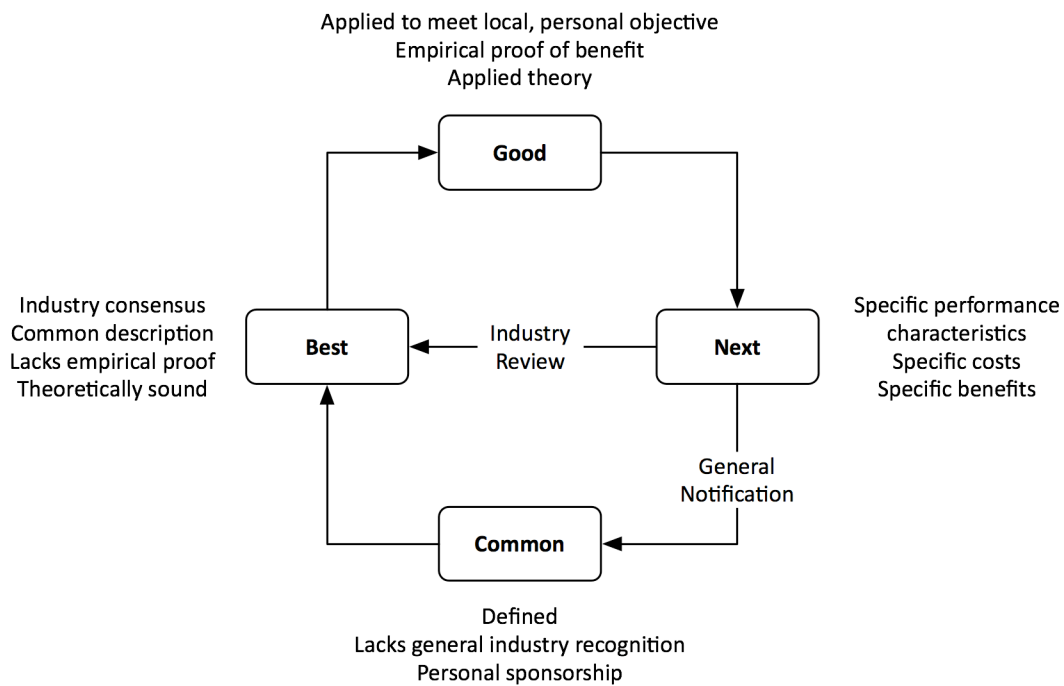 Applied to meet local, personal objective
Empirical proof of benefit
Applied theory
Good
Industry consensus
Common description
Lacks empirical proof
Theoretically sound
Best
Industry
Review
Next
Specific performance
characteristics
Specific costs
Specific benefits
General
Notification
Common
Defined
Lacks general industry recognition
Personal sponsorship